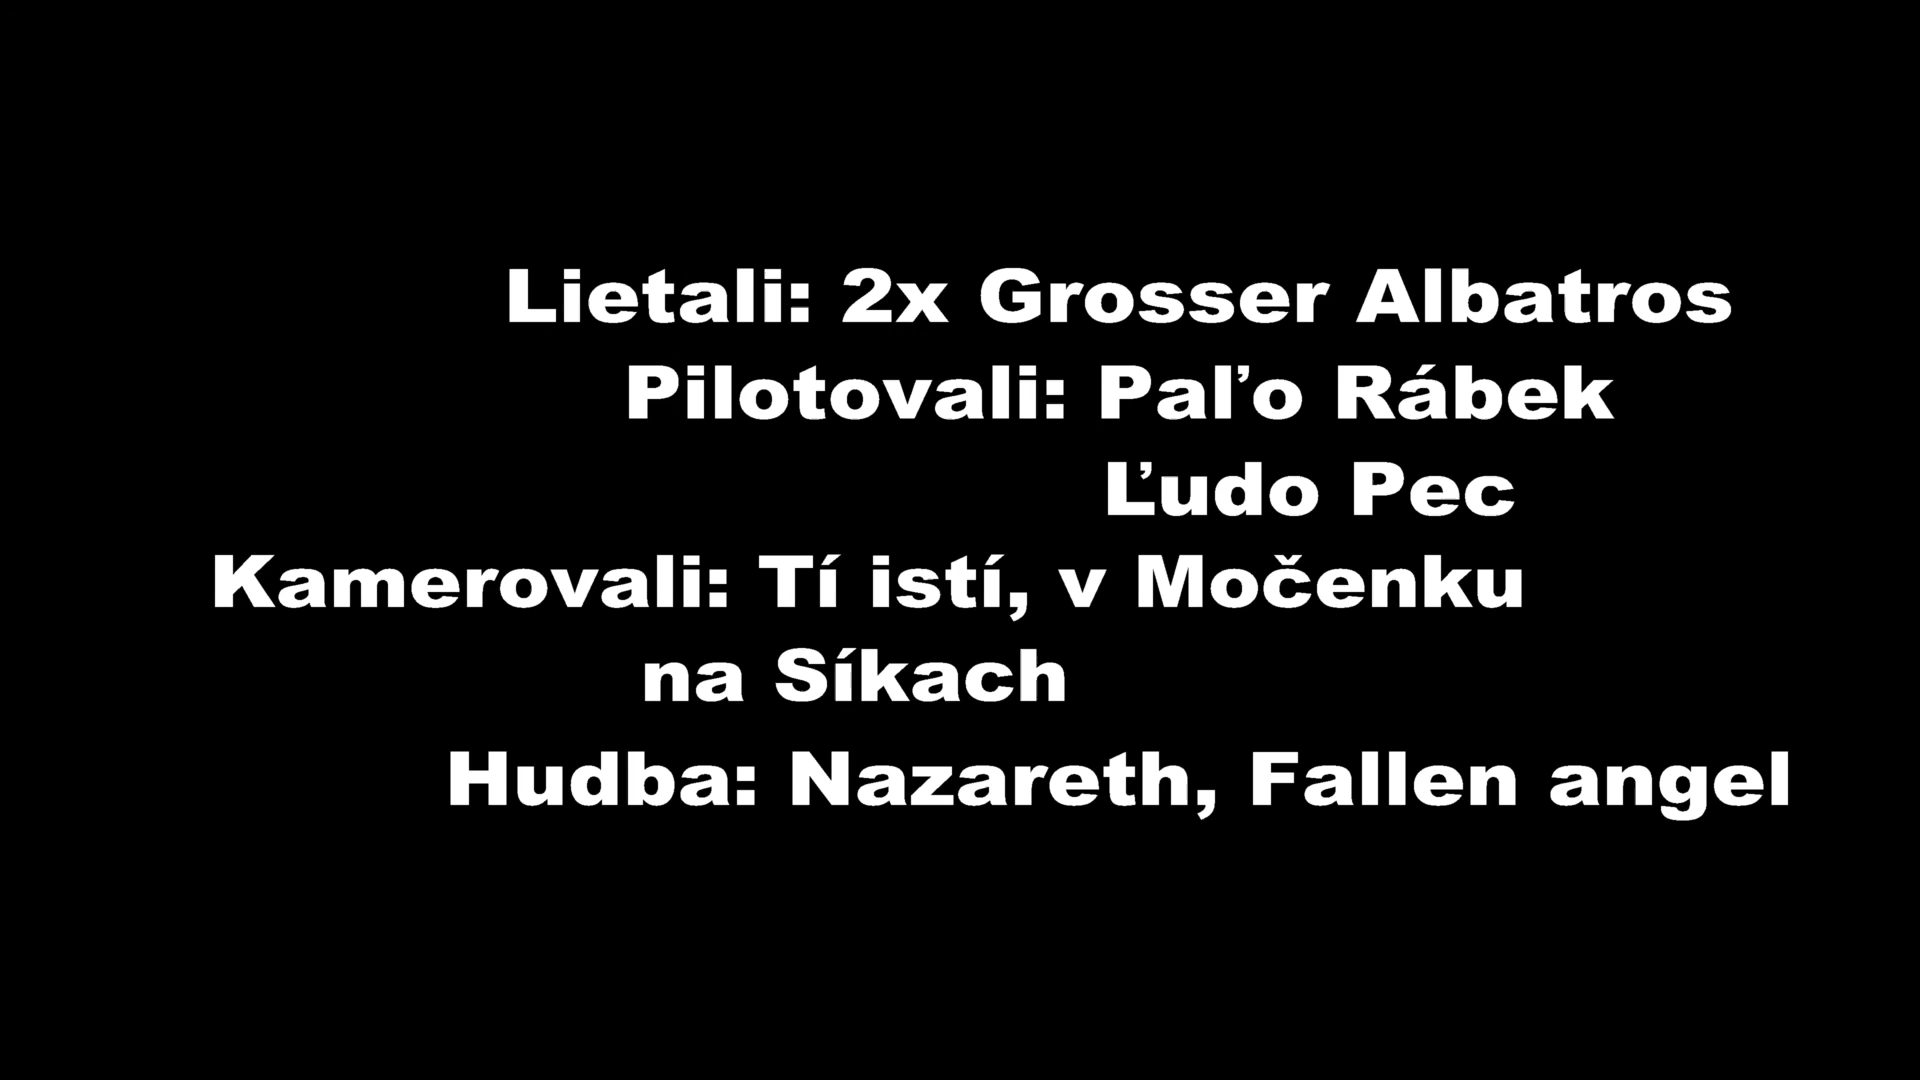 Lietali: 2x Grosser Albatros
Pilotovali: Paľo Rábek
Ľudo Pec
Kamerovali: Tí istí, v Močenku
na Síkach
Hudba: Nazareth, Fallen angel